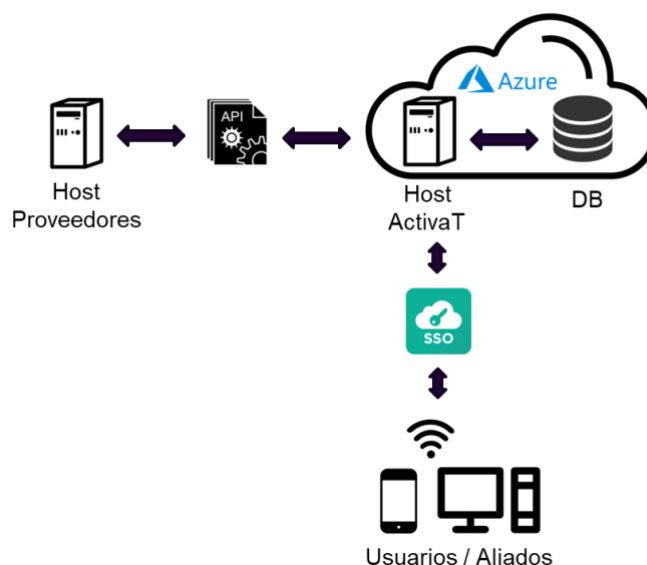 Azure
API
Host
Proveedores
Host
ActivaT
DB
SSO
Usuarios / Aliados